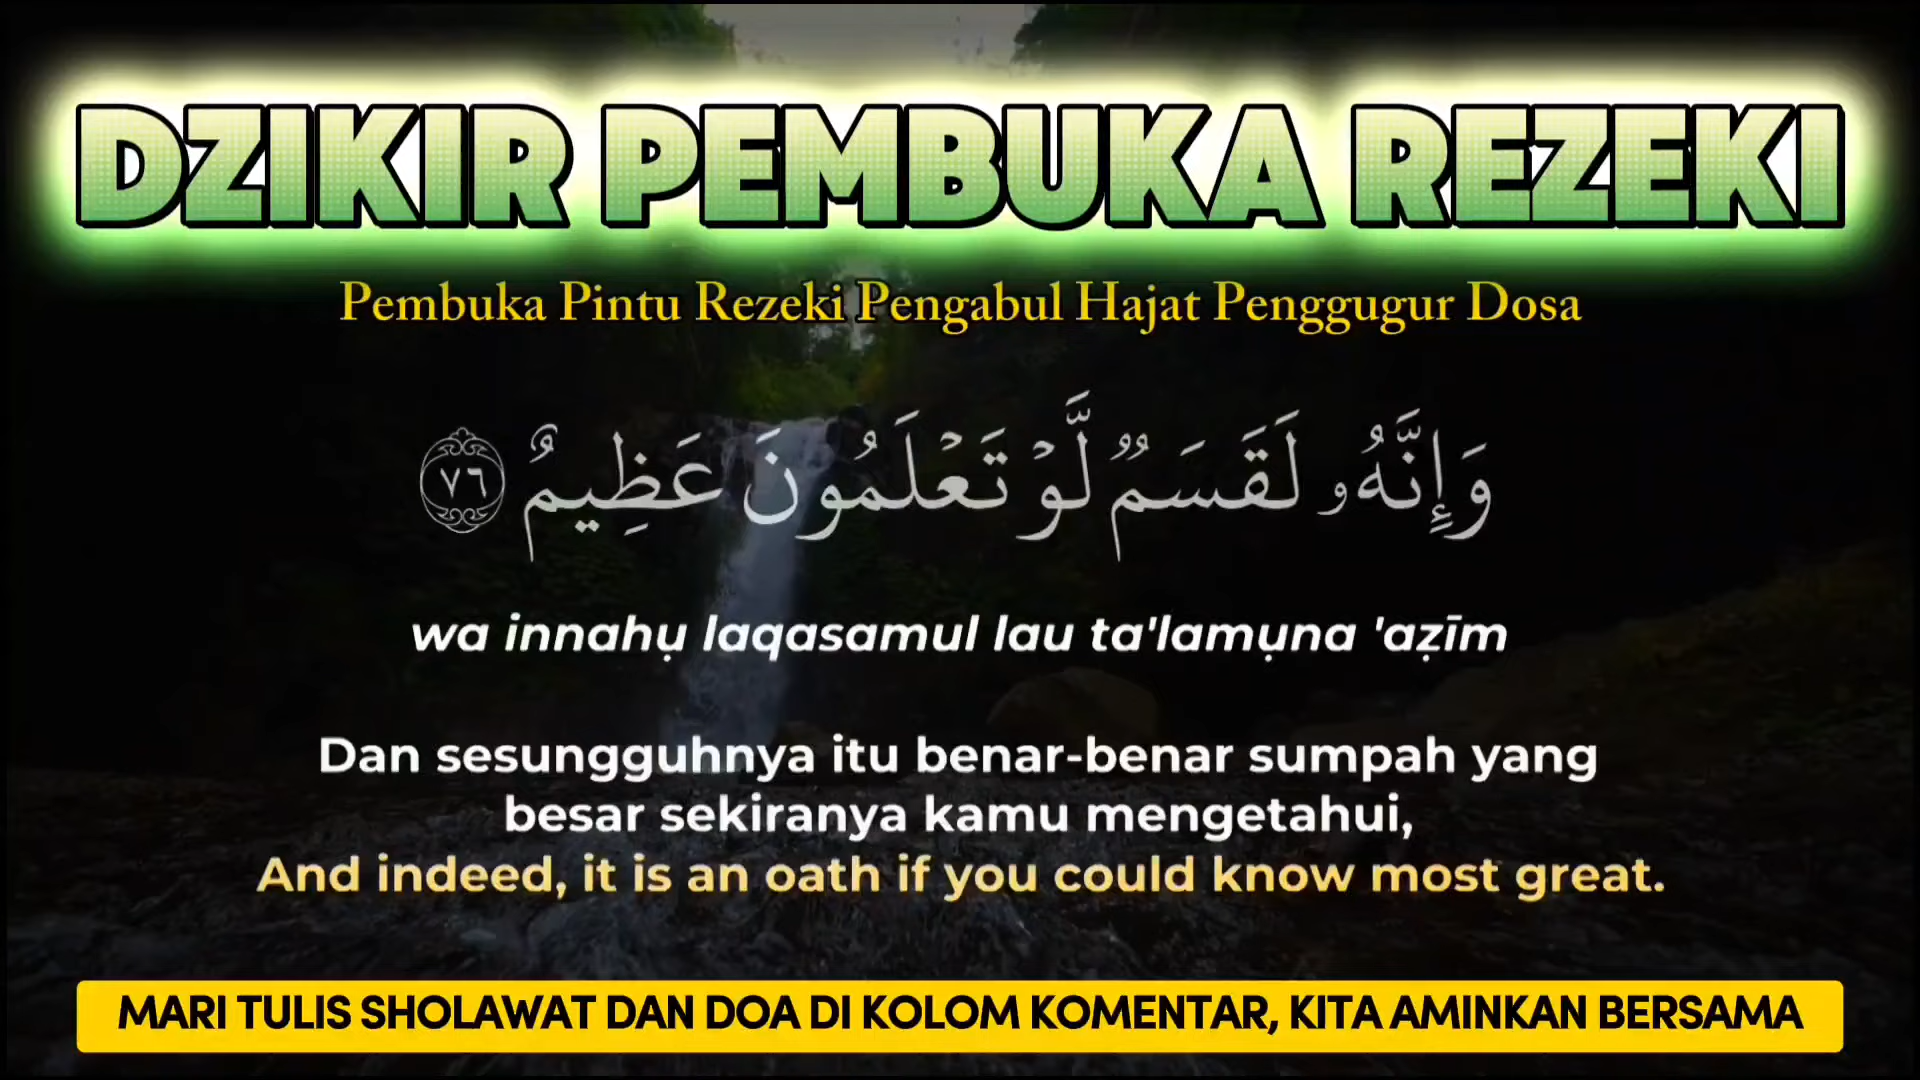 DZIKIR PEMBUKA REZEKI
Pembuka Pintu Rezeki Pengabul Hajat Penggugur Dosa
وَإِنَّهُۥ لَقَسَمٌۭ لَّوْ تَعْلَمُونَ عَظِيمٌ ٧٦
wa innahụ laqasamul lau ta'lamụna 'aẓīm
Dan sesungguhnya itu benar-benar sumpah yang
besar sekiranya kamu mengetahui,
And indeed, it is an oath if you could know most great.
MARI TULIS SHOLAWAT DAN DOA DI KOLOM KOMENTAR, KITA AMINKAN BERSAMA